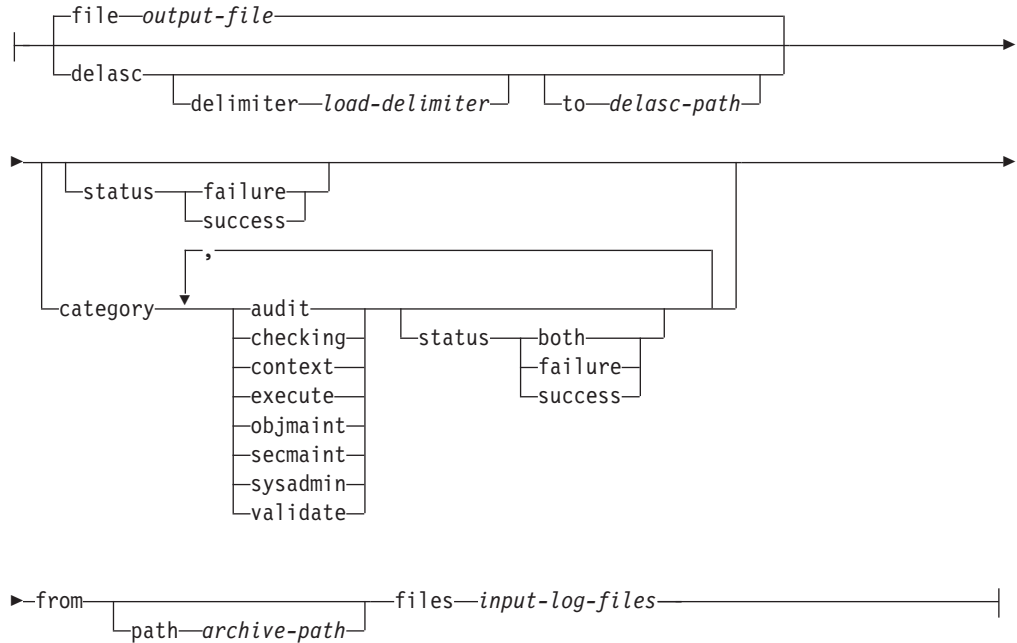 file output-file
delasc
delimiter load-delimiter to delasc-path
status failure
success
,
category audit
checking status both
context failure
execute success
objmaint
secmaint
sysadmin
validate
from files input-log-files
path archive-path